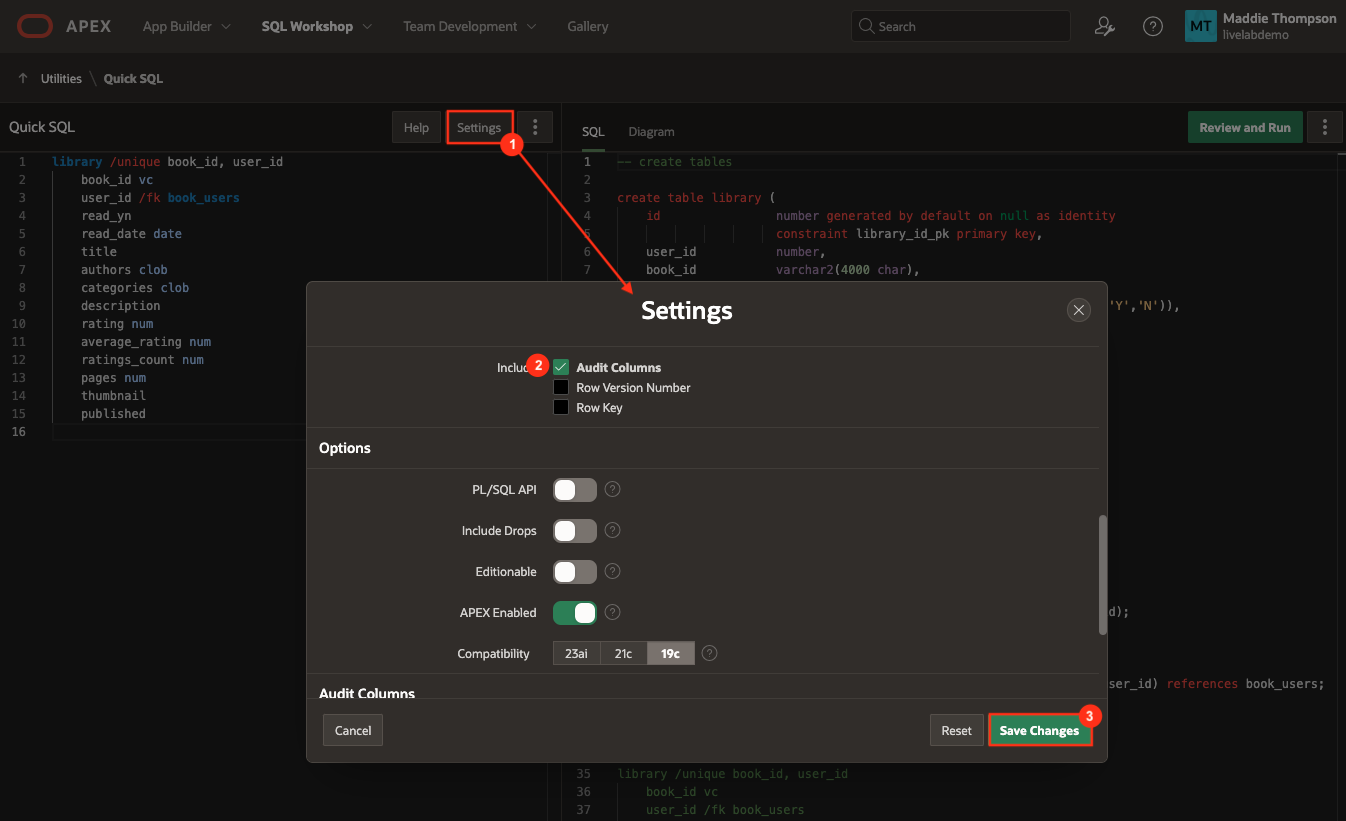 APEX App Builder SQL Workshop Team Development Gallery Search MT Maddie Thompson
livelabdemo
Utilities \ Quick SQL
Quick SQL Help Settings
1
SQL Diagram Review and Run
1 library /unique book_id, user_id
2 book_id vc
3 user_id /fk book_users
4 read_yn
5 read_date date
6 title
7 authors clob
8 categories clob
9 description
10 rating num
11 average_rating num
12 ratings_count num
13 pages num
14 thumbnail
15 published
16
1 -- create tables
2
3 create table library (
4 id number generated by default on null as identity
5 constraint library_id_pk primary key,
6 user_id number,
7 book_id varchar2(4000 char),
'Y','N')),
d);
ser_id) references book_users;
35 library /unique book_id, user_id
36 book_id vc
37 user_id /fk book_users
Settings
2 Audit Columns
Row Version Number
Row Key
Options
PL/SQL API
Include Drops
Editionable
APEX Enabled
Compatibility 23ai 21c 19c
Audit Columns
Cancel Reset Save Changes
3